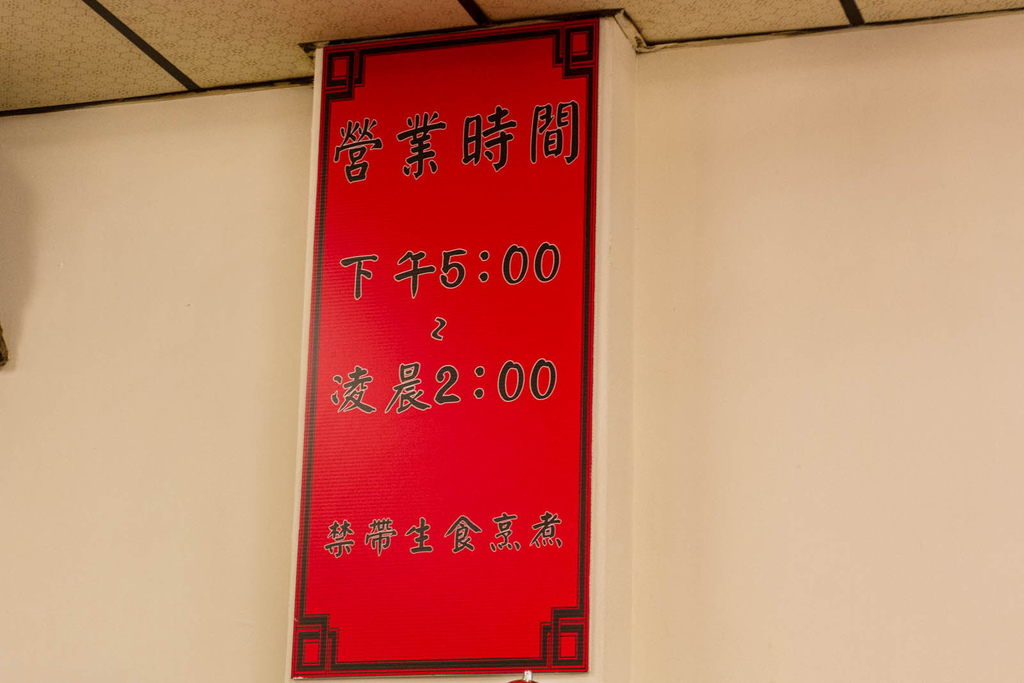 營業時間
下午5:00
~
凌晨2:00
禁帶生食烹煮